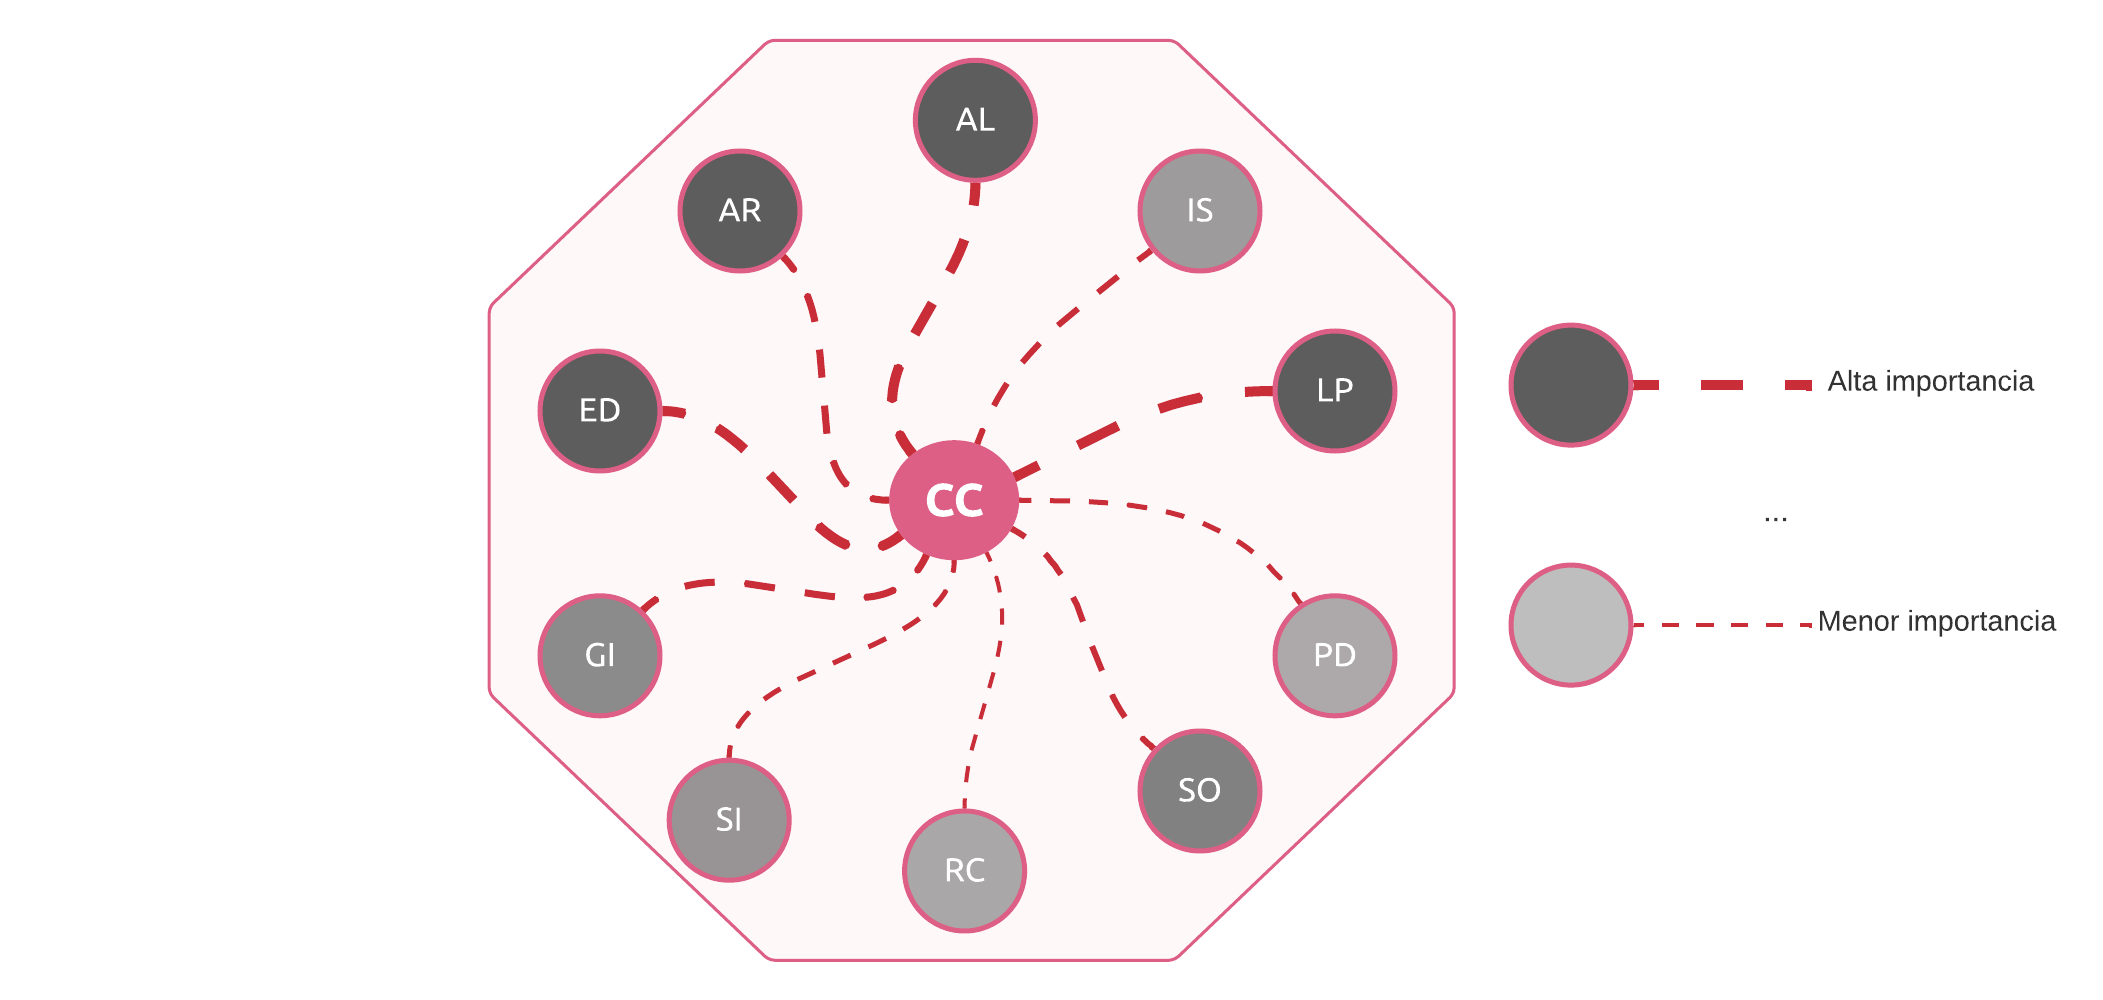 AL
AR
IS
ED
LP
CC
GI
PD
SI
SO
RC
Alta importancia
...
Menor importancia